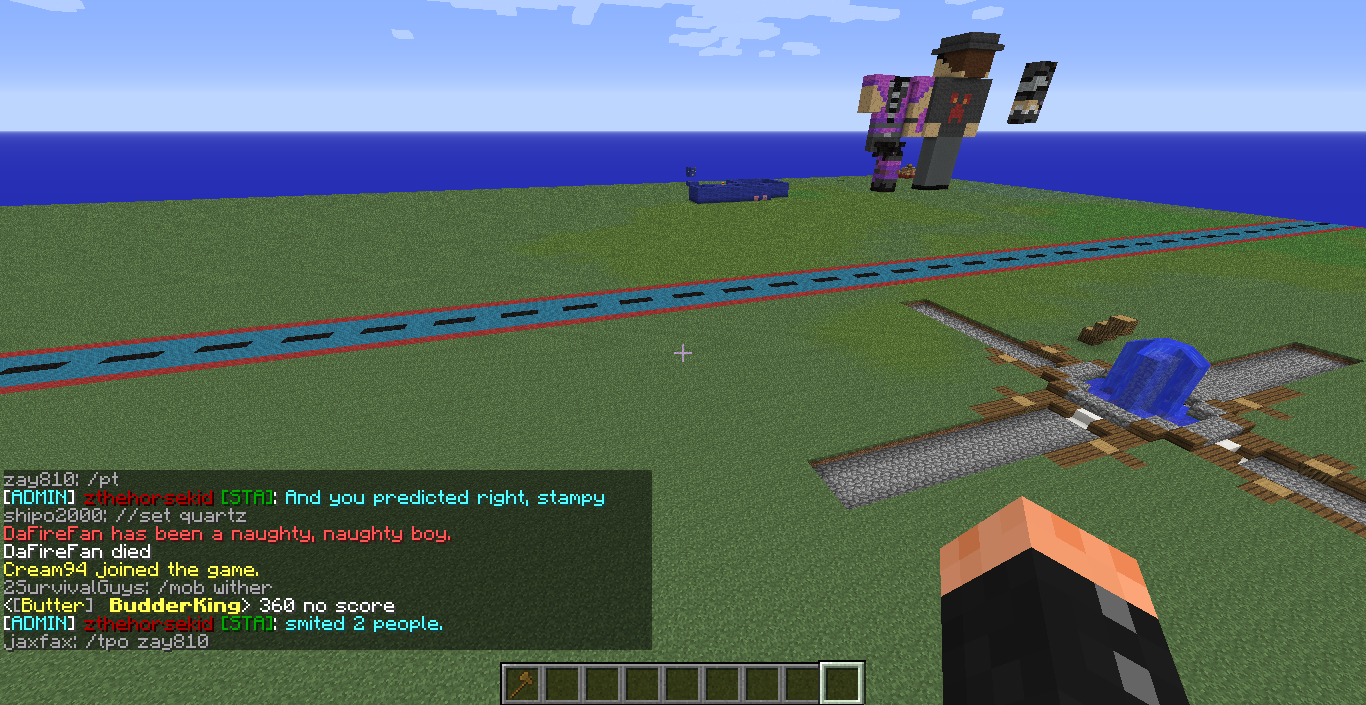 zay810: /pt
[ADMIN] zthehorsekid [STA]: And you predicted right, stampy
shipo2000: //set quartz
DaFireFan has been a naughty, naughty boy.
DaFireFan died
Cream94 joined the game.
2SurvivalGuys: /mob wither
<[Butter] BudderKing> 360 no score
[ADMIN] zthehorsekid [STA]: smited 2 people.
jaxfax: /tpo zay810